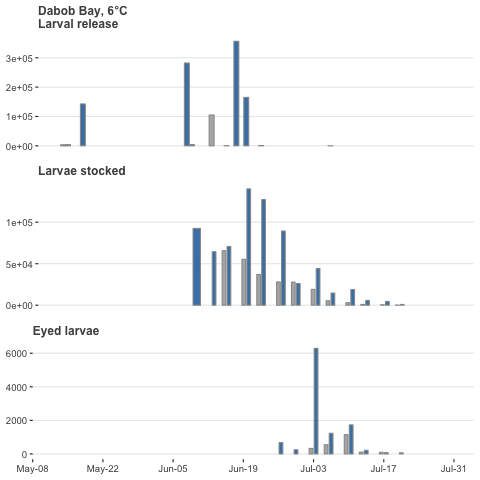 Dabob Bay, 6°C
Larval release
3e+05
2e+05
1e+05
0e+00
Larvae stocked
1e+05
5e+04
0e+00
Eyed larvae
6000
4000
2000
0
May-08 May-22 Jun-05 Jun-19 Jul-03 Jul-17 Jul-31